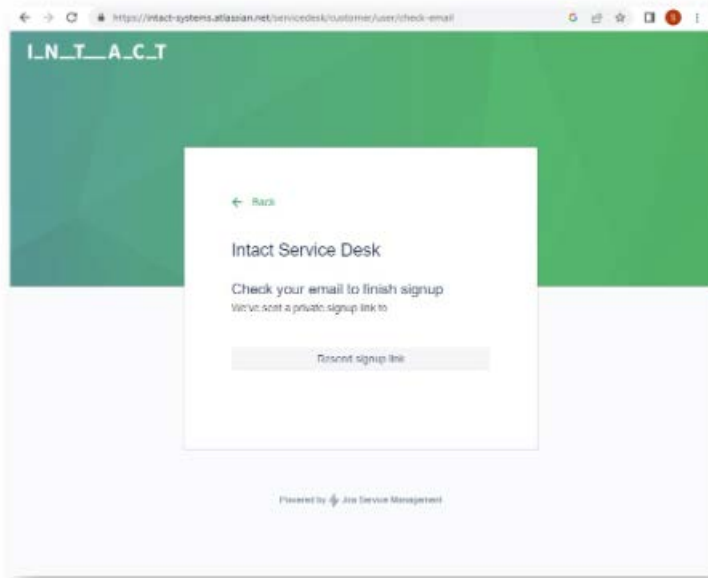 https://intact-systems.atlassian.net/servicedesk/customer/user/check-email
I_N_T__A_C_T
← Back
Intact Service Desk
Check your email to finish signup
We've sent a private signup link to
Resend signup link
Powered by Jira Service Management